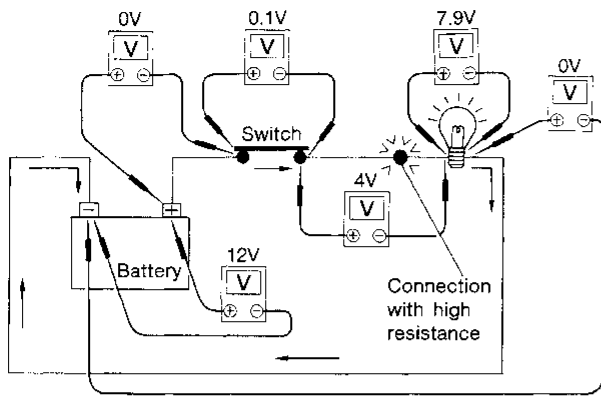 0V
V
+ −
0.1V
V
+ −
7.9V
V
+ −
0V
V
+ −
Switch
4V
V
+ −
− +
Battery
12V
V
+ −
Connection
with high
resistance